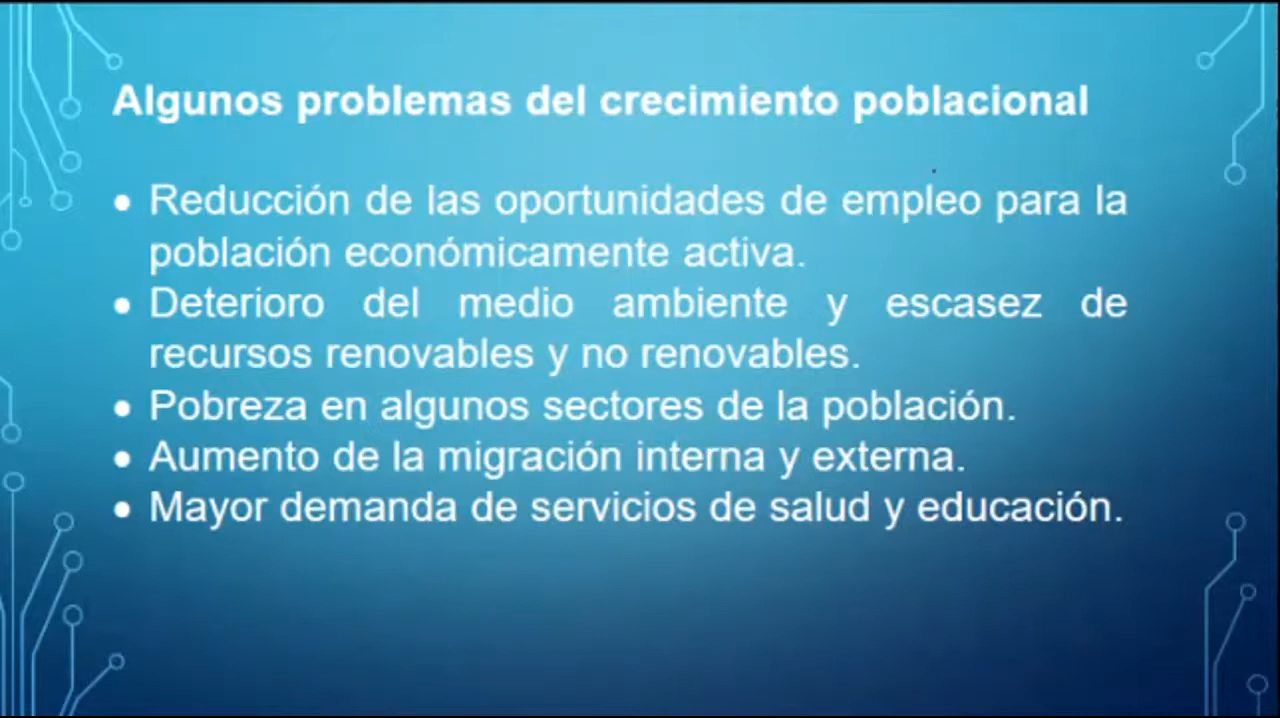 Algunos problemas del crecimiento poblacional
• Reducción de las oportunidades de empleo para la
población económicamente activa.
• Deterioro del medio ambiente y escasez de
recursos renovables y no renovables.
• Pobreza en algunos sectores de la población.
• Aumento de la migración interna y externa.
• Mayor demanda de servicios de salud y educación.